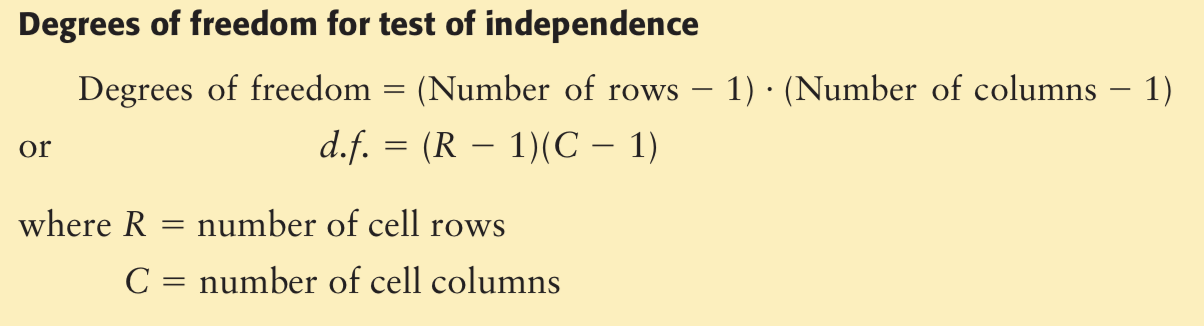 Degrees of freedom for test of independence
Degrees of freedom = (Number of rows − 1) · (Number of columns − 1)
or d.f. = (R − 1)(C − 1)
where R = number of cell rows
C = number of cell columns